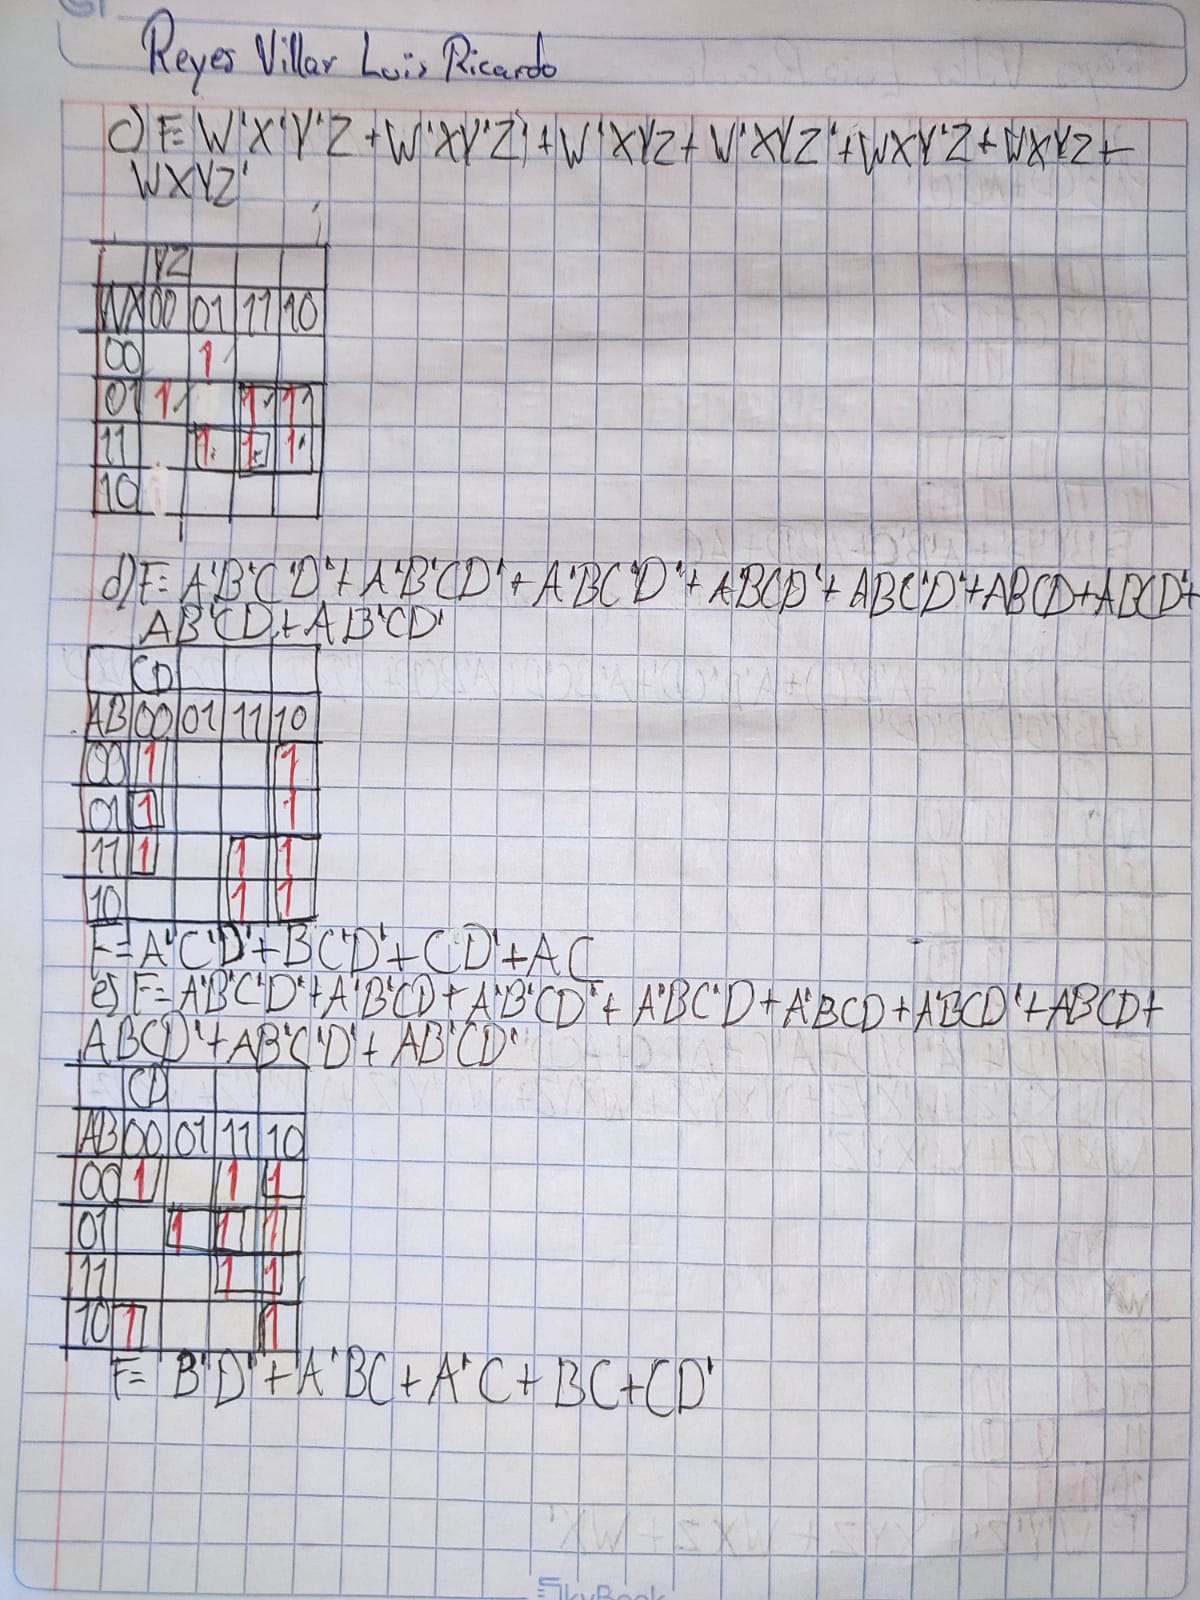 Reyes Villar Luis Ricardo
c) F= W'X'Y'Z + W'XY'Z' + W'XYZ + W'XYZ' + WXY'Z + WXYZ +
WXYZ'
YZ
WX 00 01 11 10
00 1
01 1 1 1
11 1 1 1
10
d) F= A'B'C'D' + A'B'CD' + A'BC'D' + A'BCD' + ABC'D' + ABCD + ABCD' +
AB'CD + AB'CD'
CD
AB 00 01 11 10
00 1 1
01 1 1
11 1 1 1
10 1 1
F= A'C'D' + BC'D' + CD' + AC
e) F= A'B'C'D' + A'B'CD + A'B'CD' + A'BC'D + A'BCD + A'BCD' + ABCD +
ABCD' + AB'C'D' + AB'CD'
CD
AB 00 01 11 10
00 1 1 1
01 1 1 1
11 1 1
10 1 1
F= B'D' + A'BC + A'C + BC + CD'
SkyBook